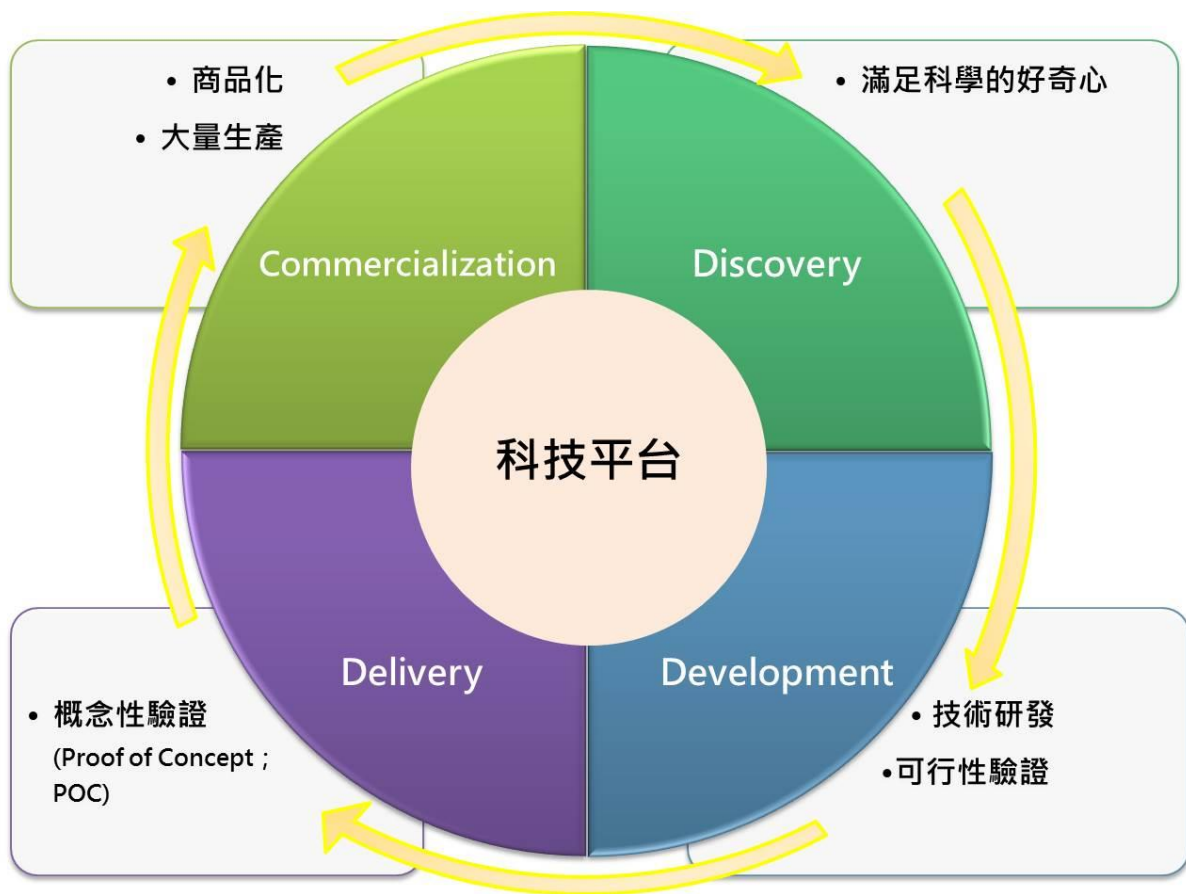 • 商品化
• 大量生產
• 滿足科學的好奇心
Commercialization
Discovery
科技平台
Delivery
Development
• 概念性驗證
(Proof of Concept；
POC)
• 技術研發
•可行性驗證